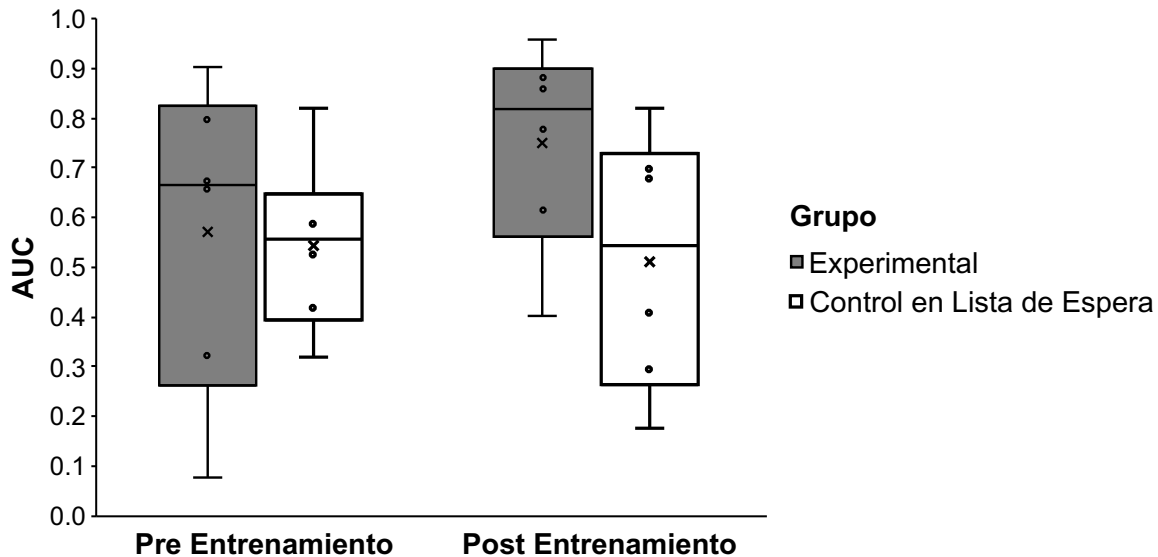 1.0
0.9
0.8
0.7
0.6
0.5
0.4
0.3
0.2
0.1
0.0
AUC
Pre Entrenamiento
Post Entrenamiento
Grupo
Experimental
Control en Lista de Espera